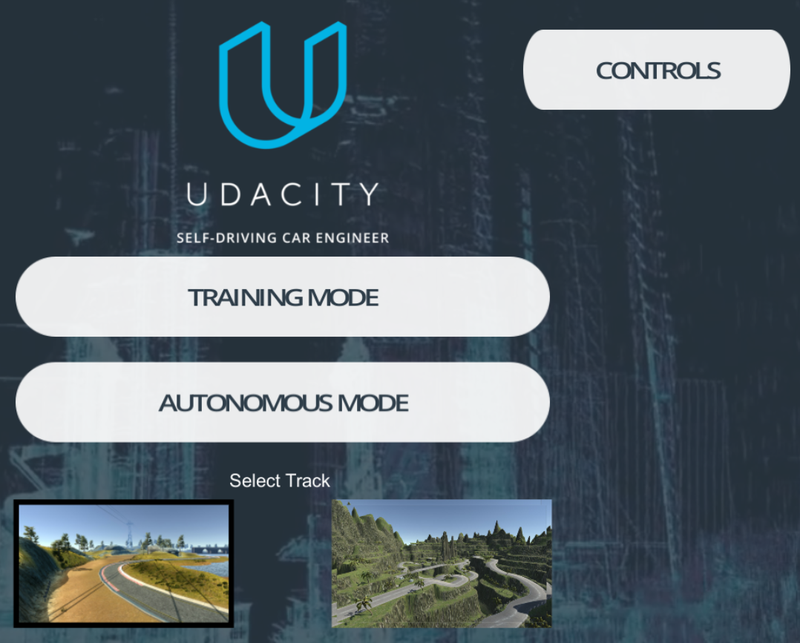 CONTROLS
UDACITY
SELF-DRIVING CAR ENGINEER
TRAINING MODE
AUTONOMOUS MODE
Select Track